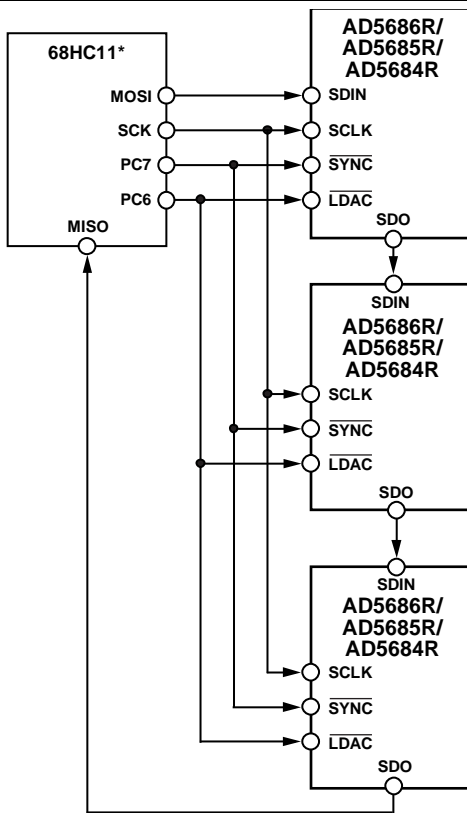 68HC11*
MOSI
SCK
PC7
PC6
MISO
AD5686R/
AD5685R/
AD5684R
SDIN
SCLK
SYNC
LDAC
SDO
SDIN
AD5686R/
AD5685R/
AD5684R
SCLK
SYNC
LDAC
SDO
SDIN
AD5686R/
AD5685R/
AD5684R
SCLK
SYNC
LDAC
SDO